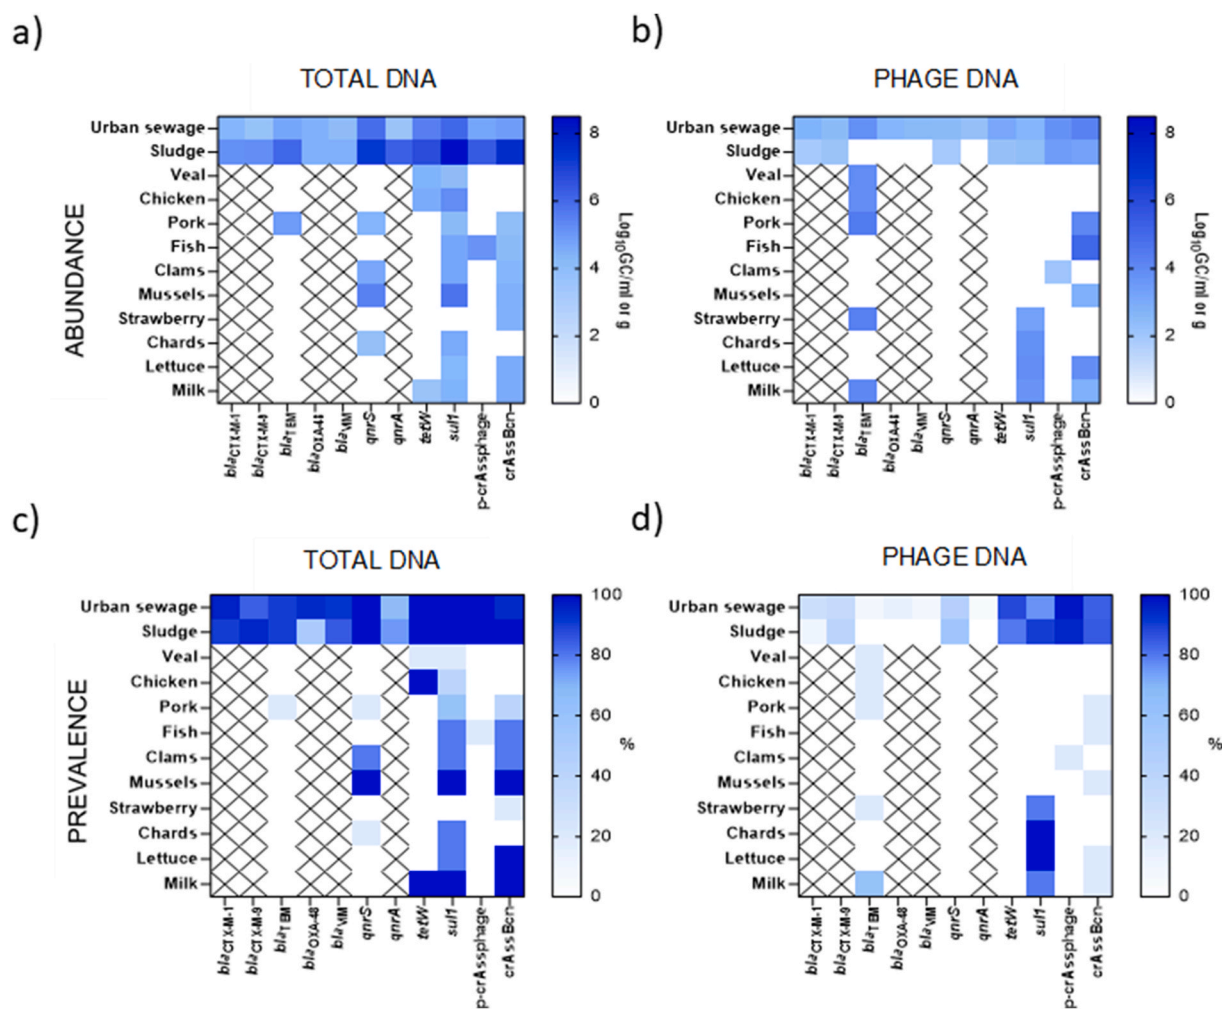 a)
TOTAL DNA
ABUNDANCE
Urban sewage
Sludge
Veal
Chicken
Pork
Fish
Clams
Mussels
Strawberry
Chards
Lettuce
Milk
8
6
4
2
0
Log₁₀GC/ml or g
blaCTX-M-1
blaCTX-M-9
blaTEM
blaOXA-48
blaVIM
qnrS
qnrA
tetW
sul1
p-crAssphage
crAssBcn
b)
PHAGE DNA
Urban sewage
Sludge
Veal
Chicken
Pork
Fish
Clams
Mussels
Strawberry
Chards
Lettuce
Milk
8
6
4
2
0
Log₁₀GC/ml or g
blaCTX-M-1
blaCTX-M-9
blaTEM
blaOXA-48
blaVIM
qnrS
qnrA
tetW
sul1
p-crAssphage
crAssBcn
c)
TOTAL DNA
PREVALENCE
Urban sewage
Sludge
Veal
Chicken
Pork
Fish
Clams
Mussels
Strawberry
Chards
Lettuce
Milk
100
80
60
40
20
0
%
blaCTX-M-1
blaCTX-M-9
blaTEM
blaOXA-48
blaVIM
qnrS
qnrA
tetW
sul1
p-crAssphage
crAssBcn
d)
PHAGE DNA
Urban sewage
Sludge
Veal
Chicken
Pork
Fish
Clams
Mussels
Strawberry
Chards
Lettuce
Milk
100
80
60
40
20
0
%
blaCTX-M-1
blaCTX-M-9
blaTEM
blaOXA-48
blaVIM
qnrS
qnrA
tetW
sul1
p-crAssphage
crAssBcn